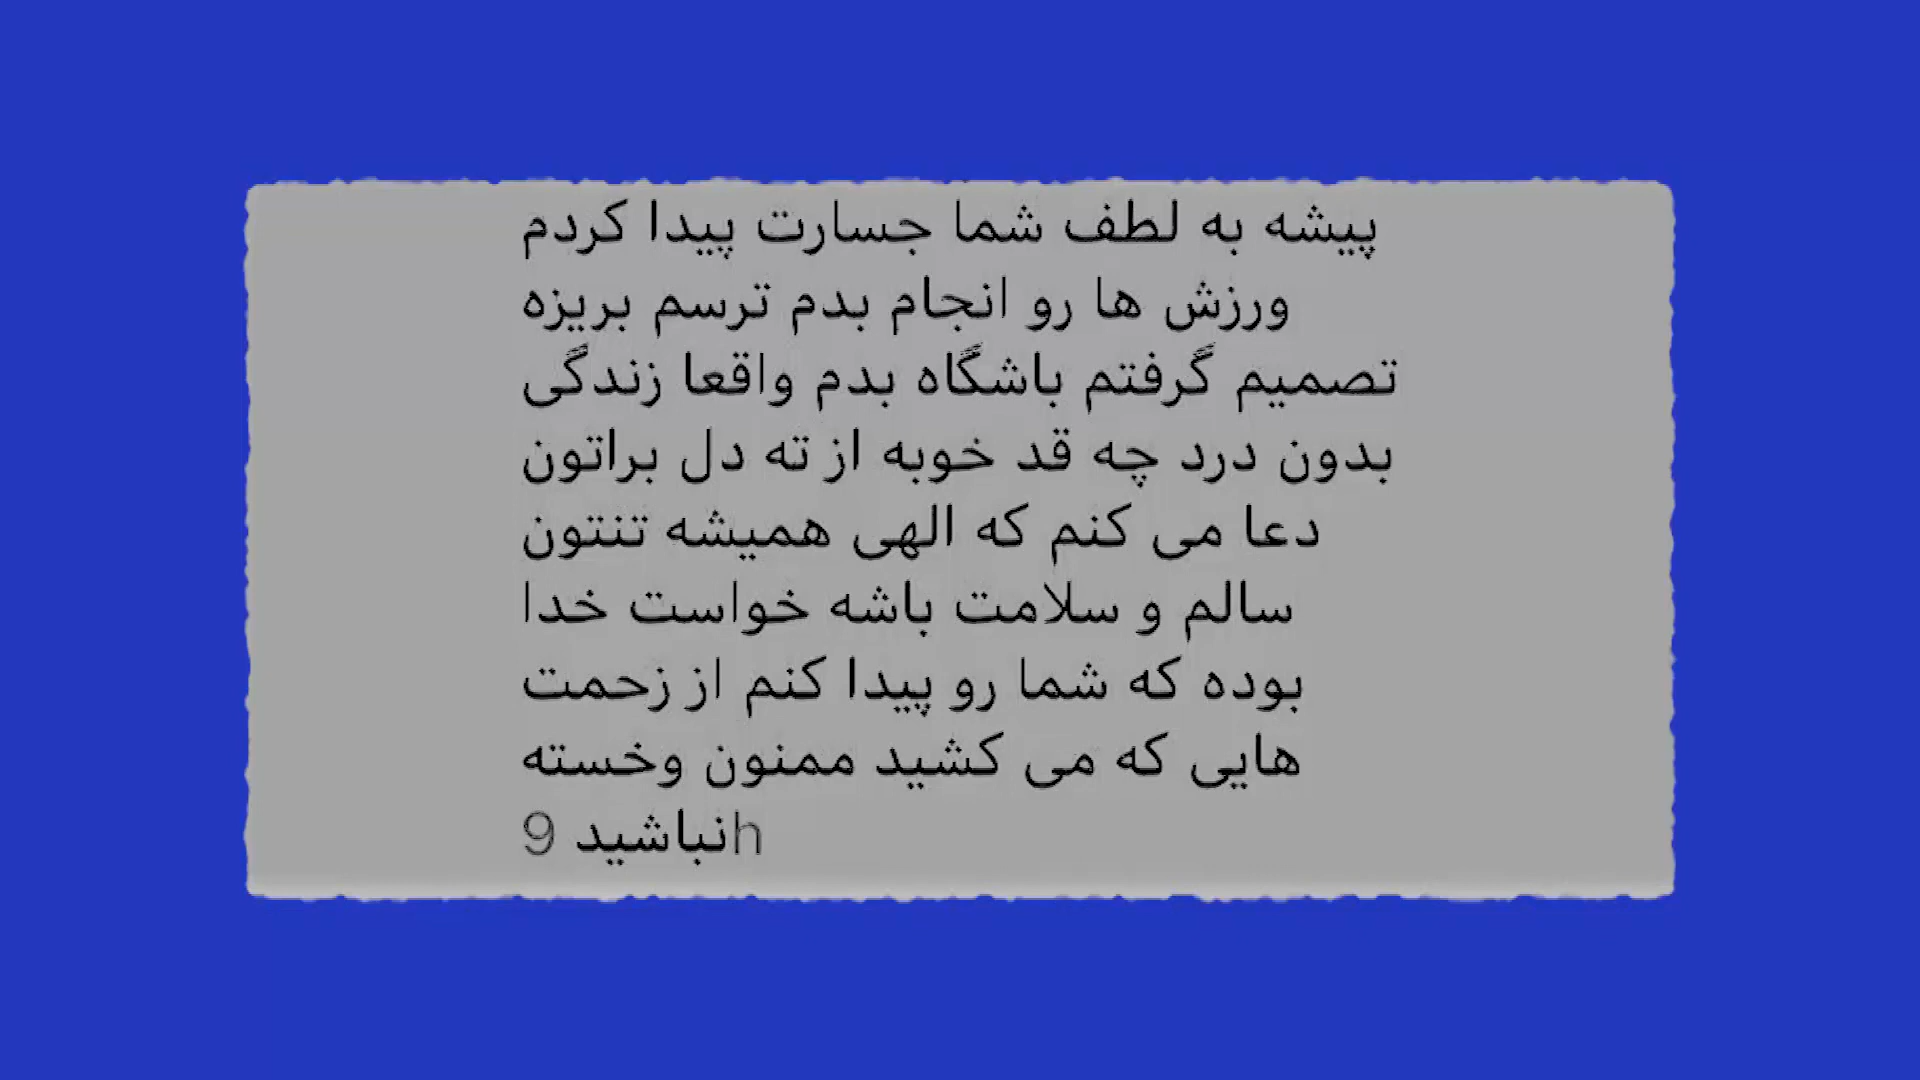 پیشه به لطف شما جسارت پیدا کردم
ورزش ها رو انجام بدم ترسم بریزه
تصمیم گرفتم باشگاه بدم واقعا زندگی
بدون درد چه قد خوبه از ته دل براتون
دعا می کنم که الهی همیشه تنتون
سالم و سلامت باشه خواست خدا
بوده که شما رو پیدا کنم از زحمت
هایی که می کشید ممنون وخسته
hنباشید 9